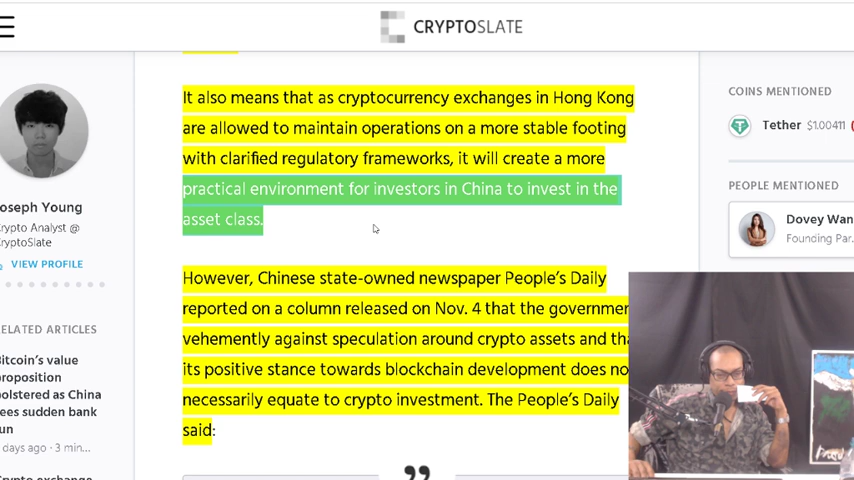 CRYPTOSLATE
It also means that as cryptocurrency exchanges in Hong Kong
are allowed to maintain operations on a more stable footing
with clarified regulatory frameworks, it will create a more
practical environment for investors in China to invest in the
asset class.
However, Chinese state-owned newspaper People's Daily
reported on a column released on Nov. 4 that the governmen
vehemently against speculation around crypto assets and tha
its positive stance towards blockchain development does no
necessarily equate to crypto investment. The People's Daily
said:
”
oseph Young
Crypto Analyst @
CryptoSlate
VIEW PROFILE
ELATED ARTICLES
Bitcoin's value
proposition
olstered as China
ees sudden bank
un
days ago · 3 min...
COINS MENTIONED
Tether $1.00411
PEOPLE MENTIONED
Dovey Wan
Founding Par.